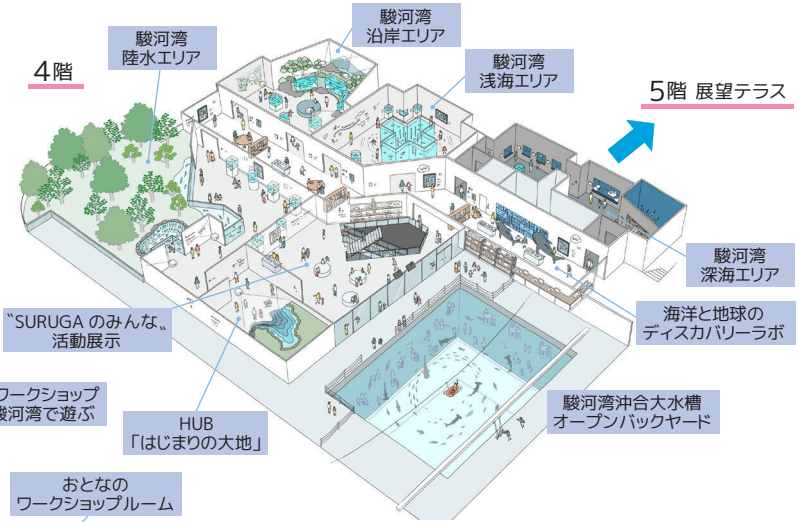 駿河湾
沿岸エリア
駿河湾
陸水エリア
駿河湾
浅海エリア
4階
5階 展望テラス
駿河湾
深海エリア
海洋と地球の
ディスカバリーラボ
〝SURUGA のみんな〟
活動展示
ワークショップ
駿河湾で遊ぶ
HUB
「はじまりの大地」
駿河湾沖合大水槽
オープンバックヤード
おとなの
ワークショップルーム